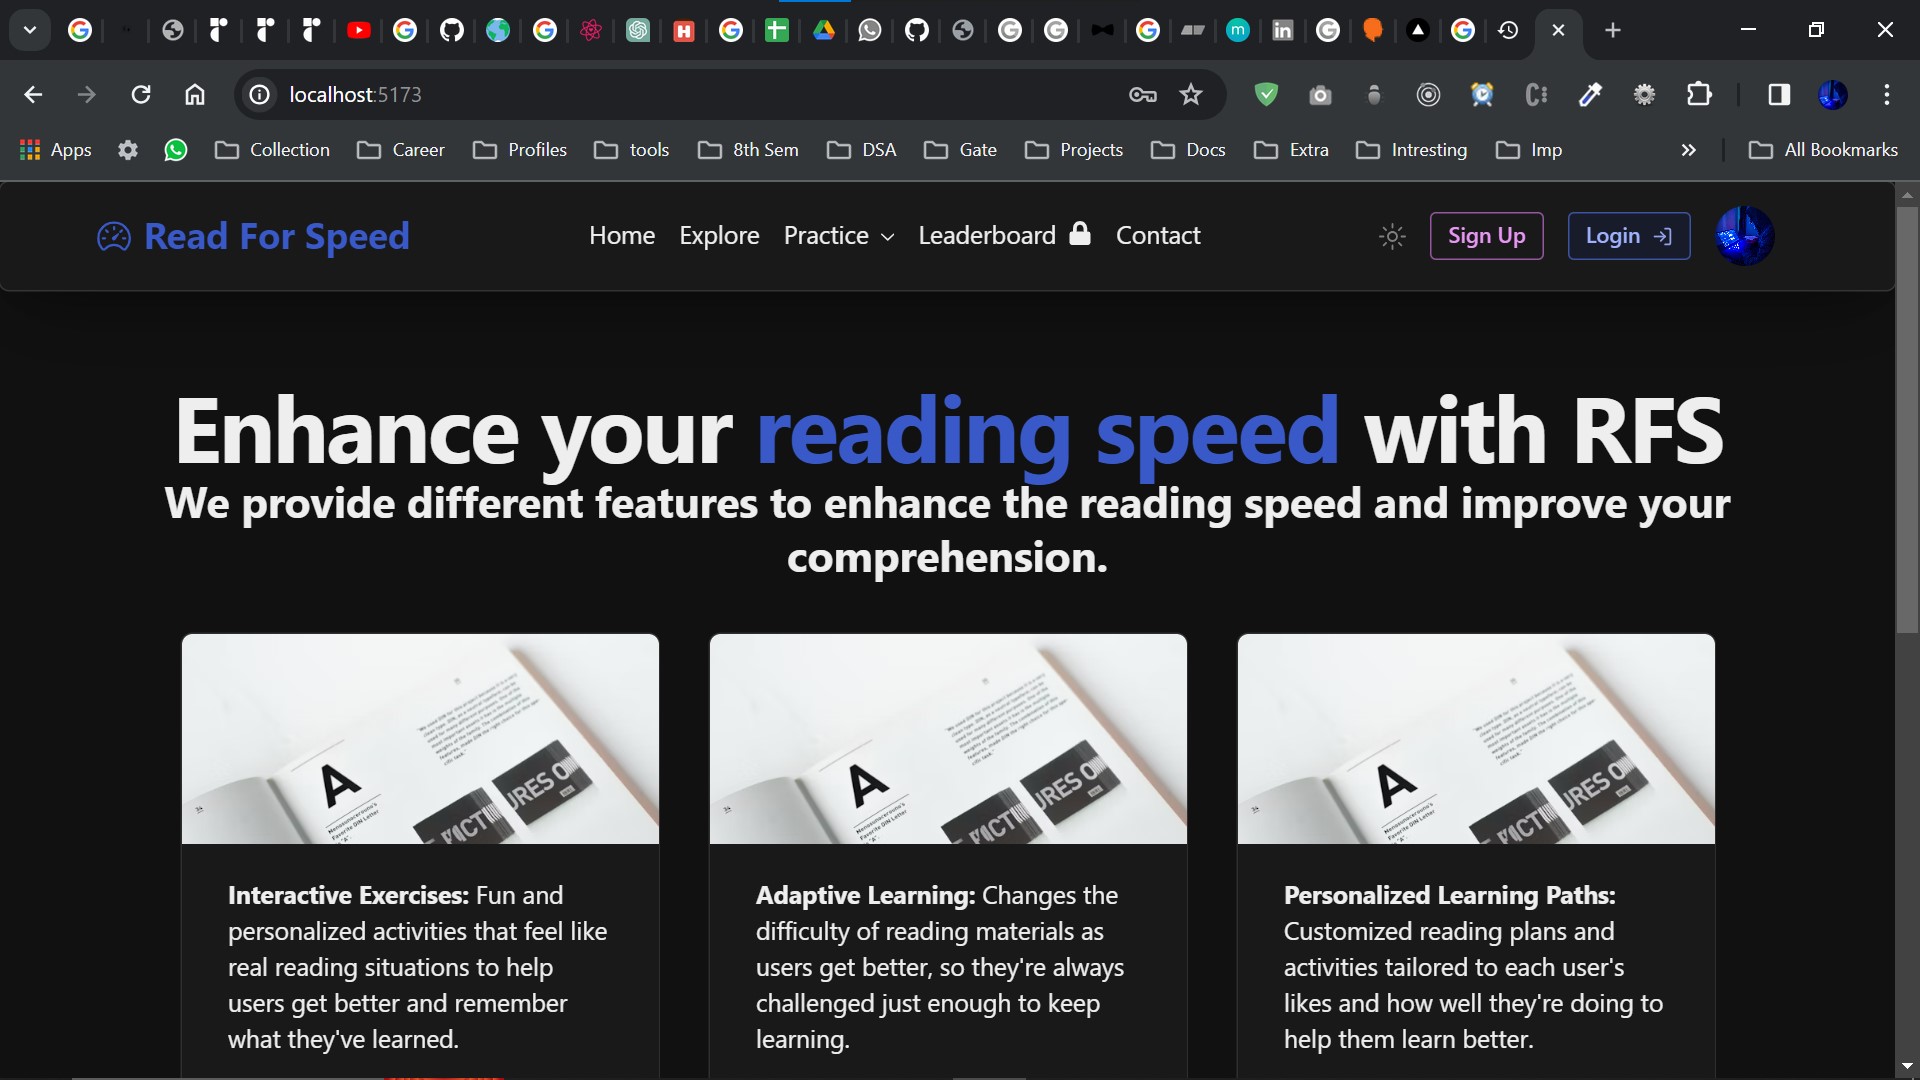 localhost:5173
Apps
Collection
Career
Profiles
tools
8th Sem
DSA
Gate
Projects
Docs
Extra
Intresting
Imp
All Bookmarks
Read For Speed
Home
Explore
Practice
Leaderboard
Contact
Sign Up
Login
Enhance your reading speed with RFS
We provide different features to enhance the reading speed and improve your
comprehension.
A
URES O
A
URES O
A
URES O
Interactive Exercises: Fun and
personalized activities that feel like
real reading situations to help
users get better and remember
what they've learned.
Adaptive Learning: Changes the
difficulty of reading materials as
users get better, so they're always
challenged just enough to keep
learning.
Personalized Learning Paths:
Customized reading plans and
activities tailored to each user's
likes and how well they're doing to
help them learn better.